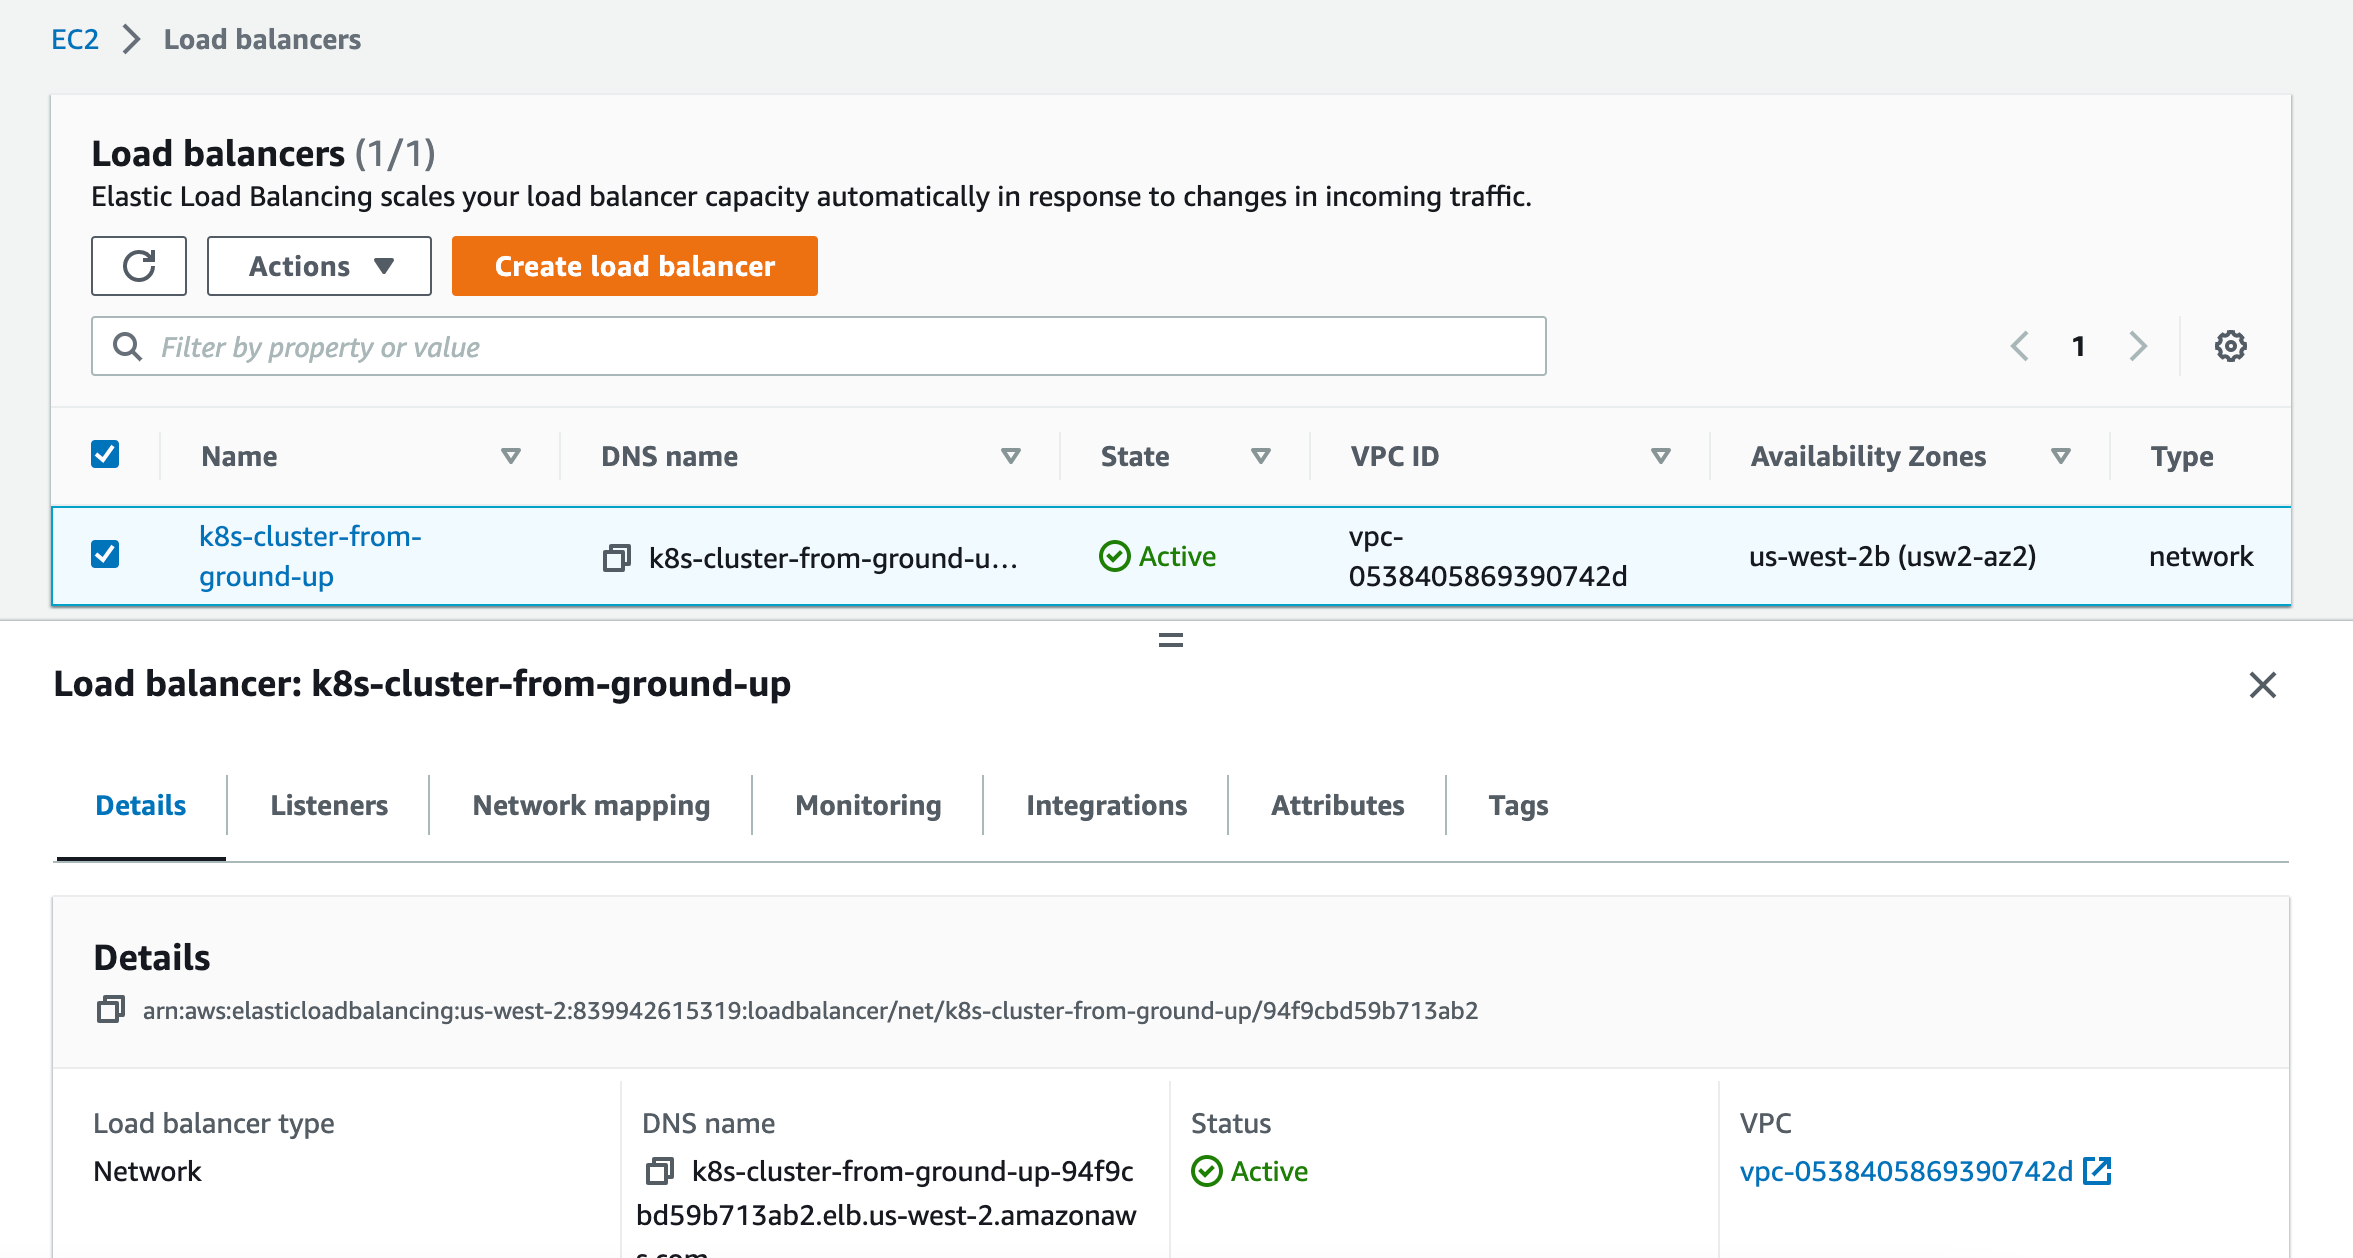 EC2 > Load balancers
Load balancers (1/1)
Elastic Load Balancing scales your load balancer capacity automatically in response to changes in incoming traffic.
Actions Create load balancer
Filter by property or value 1
Name DNS name State VPC ID Availability Zones Type
k8s-cluster-from-
ground-up
k8s-cluster-from-ground-u...
Active
vpc-
0538405869390742d
us-west-2b (usw2-az2)
network
Load balancer: k8s-cluster-from-ground-up
Details Listeners Network mapping Monitoring Integrations Attributes Tags
Details
arn:aws:elasticloadbalancing:us-west-2:839942615319:loadbalancer/net/k8s-cluster-from-ground-up/94f9cbd59b713ab2
Load balancer type
Network
DNS name
k8s-cluster-from-ground-up-94f9c
bd59b713ab2.elb.us-west-2.amazonaw
s.com
Status
Active
VPC
vpc-0538405869390742d